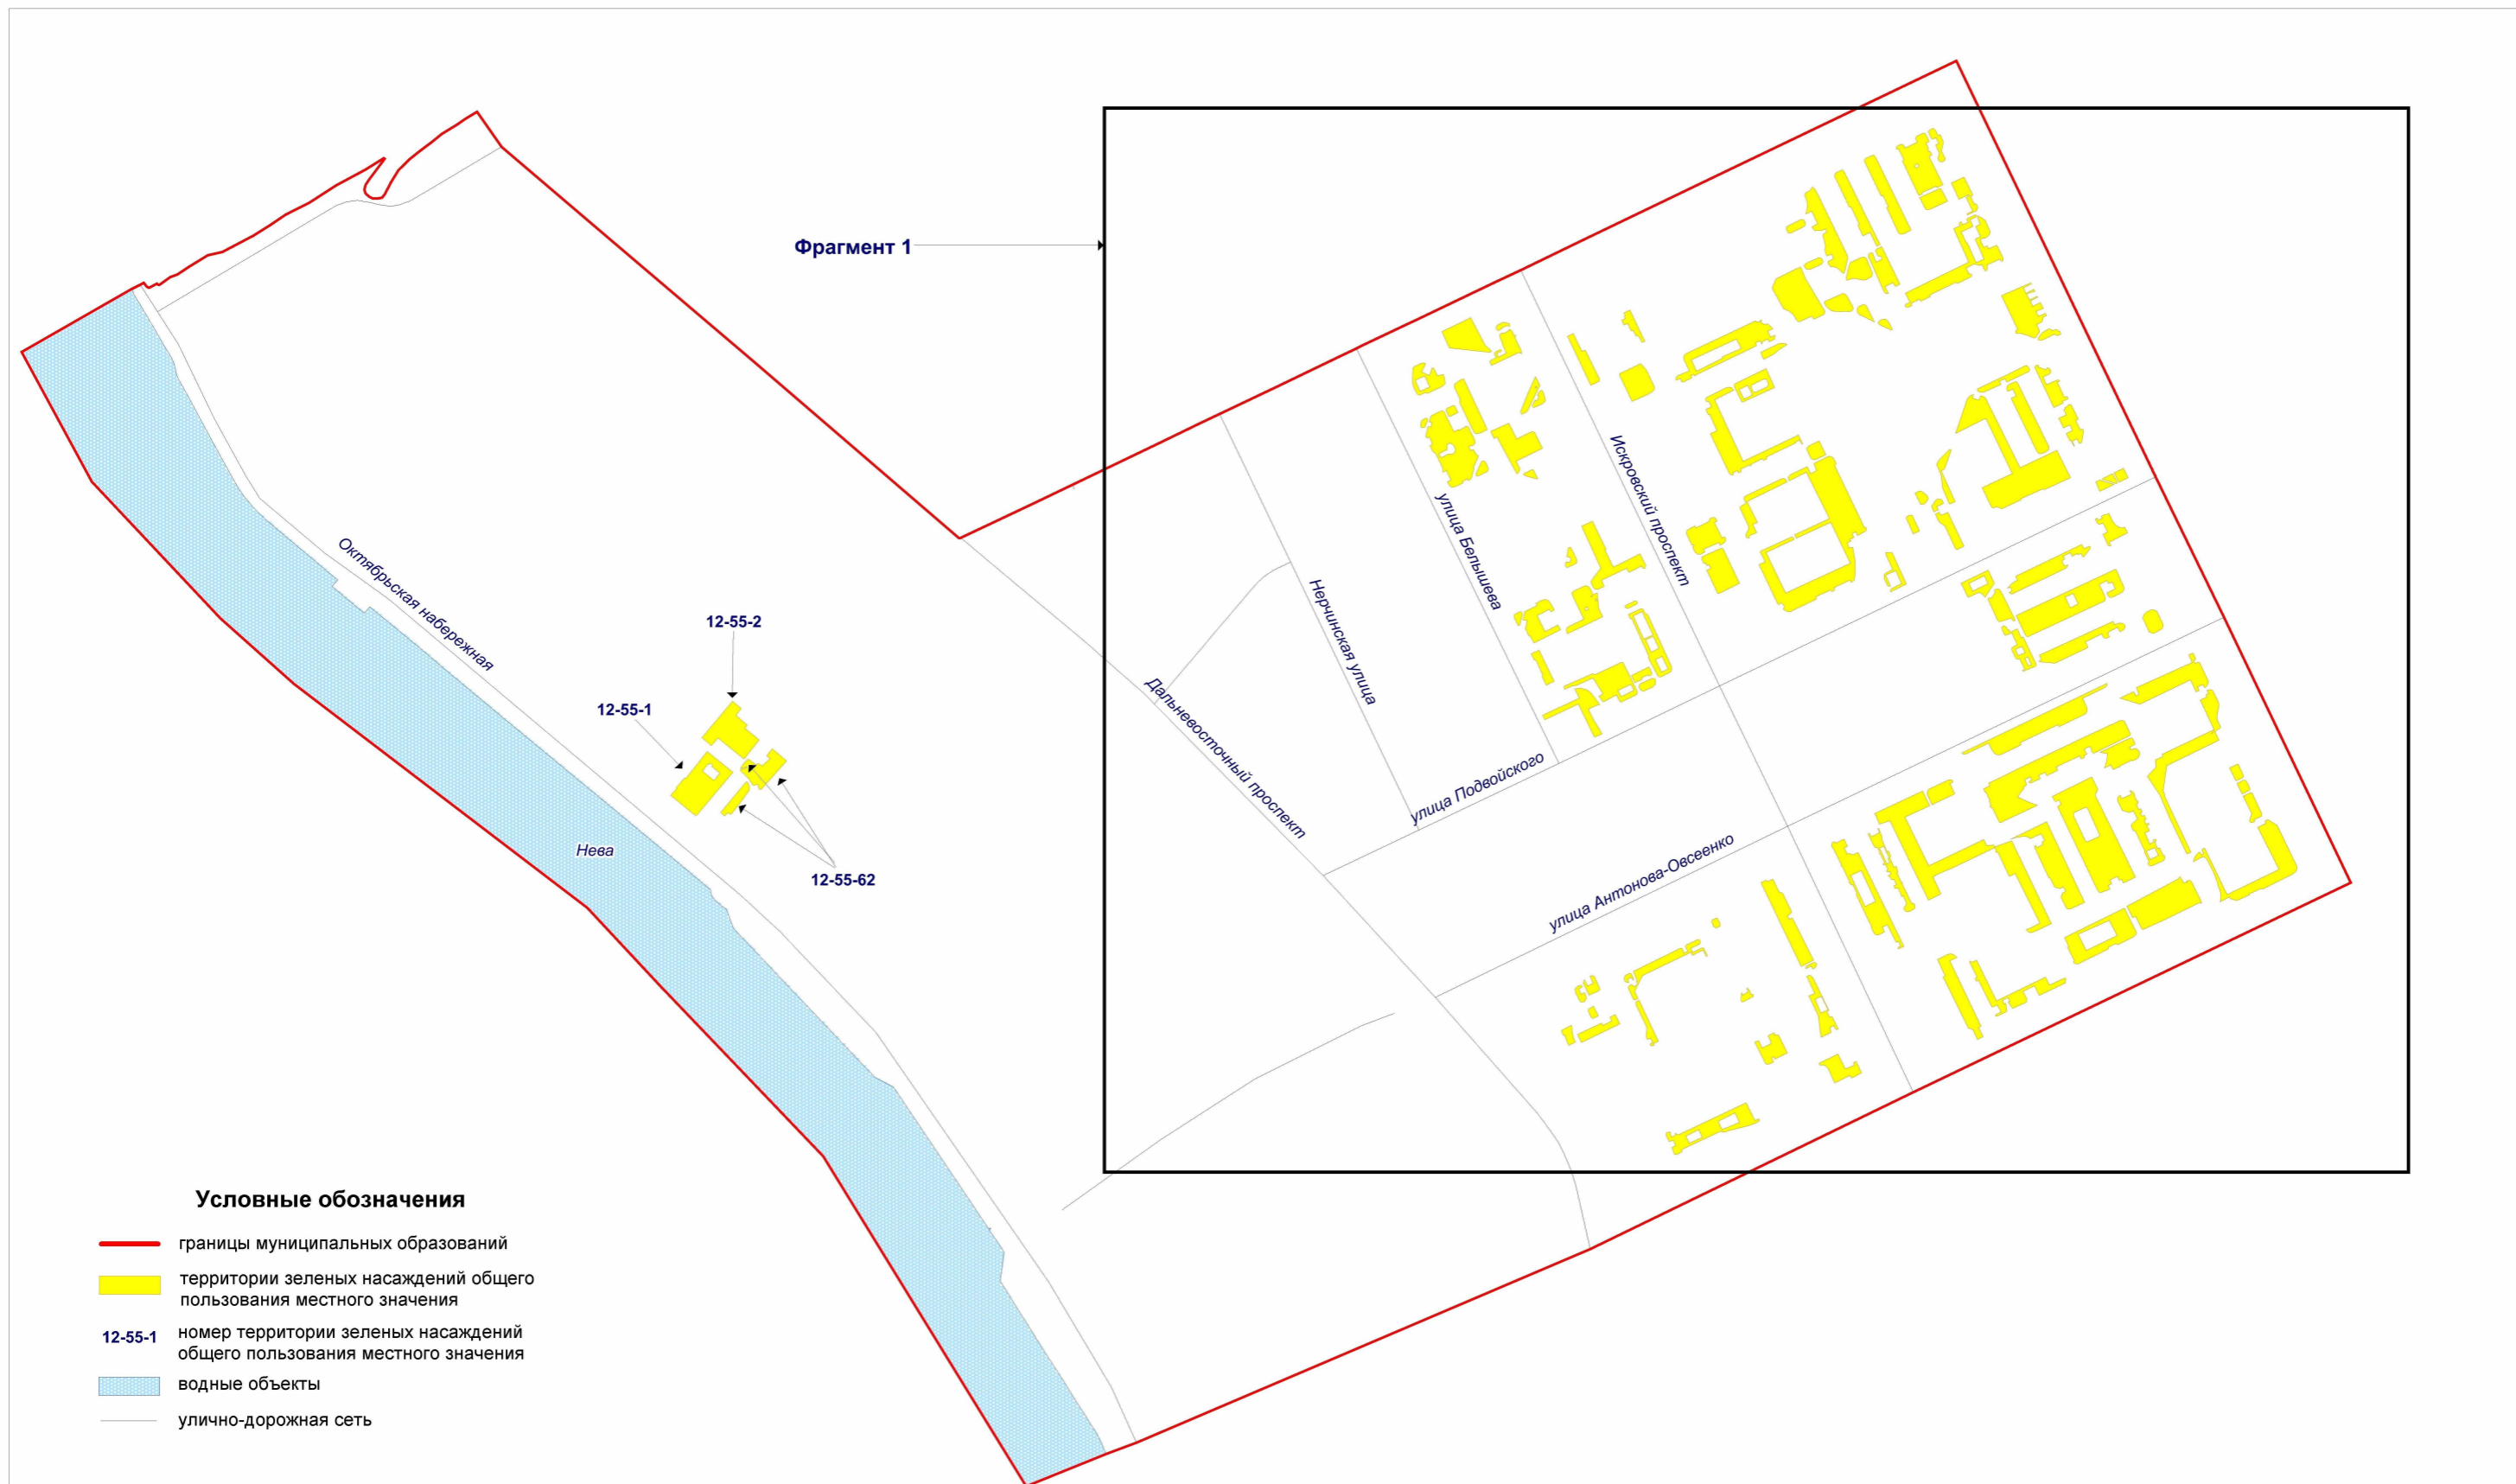 Фрагмент 1
Октябрьская набережная
12-55-2
12-55-1
12-55-62
Нева
Дальневосточный проспект
Нерчинская улица
улица Белышева
Искровский проспект
улица Подвойского
улица Антонова-Овсеенко
Условные обозначения
границы муниципальных образований
территории зеленых насаждений общего
пользования местного значения
12-55-1 номер территории зеленых насаждений
общего пользования местного значения
водные объекты
улично-дорожная сеть